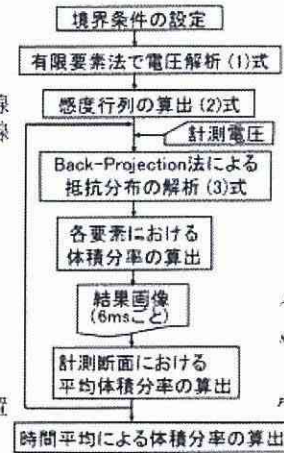 境界条件の設定
有限要素法で電圧解析 (1)式
線
感度行列の算出 (2)式
線
計測電圧
Back-Projection法による
抵抗分布の解析 (3)式
各要素における
体積分率の算出
結果画像
(6msごと)
計測断面における
平均体積分率の算出
置
時間平均による体積分率の算出